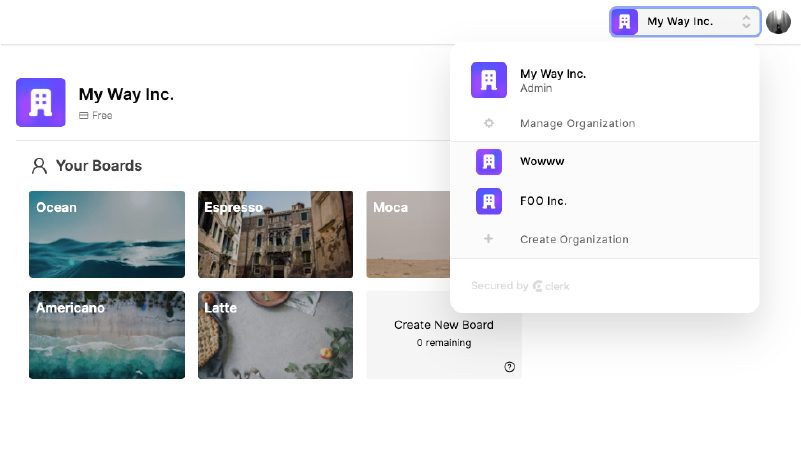 My Way Inc.
My Way Inc.
Free
My Way Inc.
Admin
Manage Organization
Wowww
FOO Inc.
Create Organization
Secured by clerk
Your Boards
Ocean
Espresso
Moca
Americano
Latte
Create New Board
0 remaining